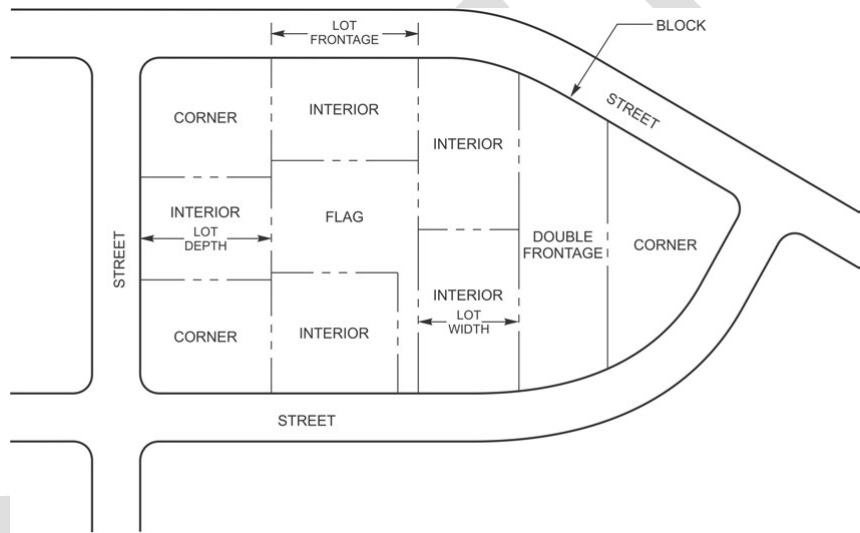 LOT
FRONTAGE
BLOCK
STREET
CORNER
INTERIOR
INTERIOR
INTERIOR
LOT
DEPTH
FLAG
STREET
DOUBLE
FRONTAGE
CORNER
INTERIOR
LOT
WIDTH
CORNER
INTERIOR
STREET